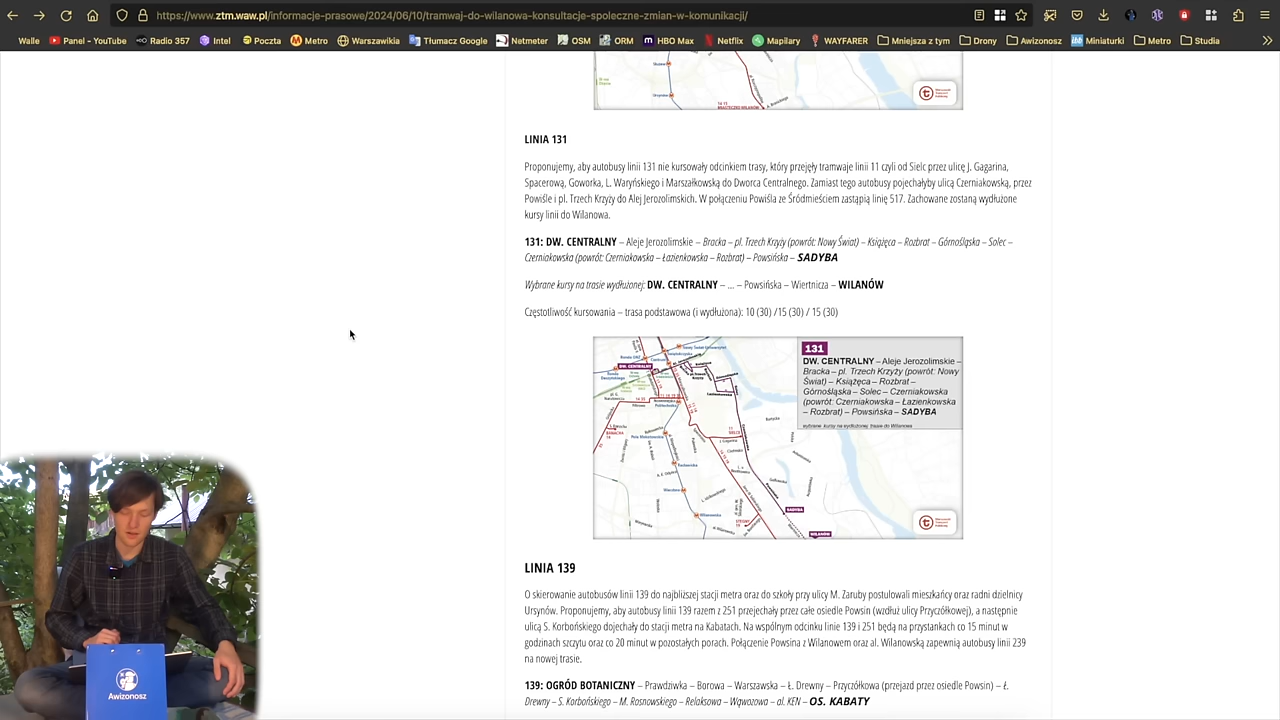 https://www.ztm.waw.pl/informacje-prasowe/2024/06/10/tramwaj-do-wilanowa-konsultacje-spoleczne-zmian-w-komunikacji/
Walle Panel - YouTube Radio 357 Intel Poczta Metro Warszawikia Tłumacz Google Netmeter OSM ORM HBO Max Netflix Mapilary WAYFARER Mniejsza z tym Drony Awizonosz Miniaturki Metro Studia
LINIA 131
Proponujemy, aby autobusy linii 131 nie kursowały odcinkiem trasy, który przejęły tramwaje linii 11 czyli od Sielc przez ulicę J. Gagarina,
Spacerową, Goworka, L. Waryńskiego i Marszałkowską do Dworca Centralnego. Zamiast tego autobusy pojechałyby ulicą Czerniakowską, przez
Powiśle i pl. Trzech Krzyży do Alej Jerozolimskich. W połączeniu Powiśla ze Śródmieściem zastąpią linię 517. Zachowane zostaną wydłużone
kursy linii do Wilanowa.
131: DW. CENTRALNY – Aleje Jerozolimskie – Bracka – pl. Trzech Krzyży (powrót: Nowy Świat) – Książęca – Rozbrat – Górnośląska – Solec –
Czerniakowska (powrót: Czerniakowska – Łazienkowska – Rozbrat) – Powsińska – SADYBA
Wybrane kursy na trasie wydłużonej: DW. CENTRALNY – ... – Powsińska – Wiertnicza – WILANÓW
Częstotliwość kursowania – trasa podstawowa (i wydłużona): 10 (30) /15 (30) / 15 (30)
131
DW. CENTRALNY – Aleje Jerozolimskie –
Bracka – pl. Trzech Krzyży (powrót: Nowy
Świat) – Książęca – Rozbrat –
Górnośląska – Solec – Czerniakowska
(powrót: Czerniakowska – Łazienkowska
– Rozbrat) – Powsińska – SADYBA
wybrane kursy na wydłużonej trasie do Wilanowa
DW. CENTRALNY
SADYBA
WILANÓW
LINIA 139
O skierowanie autobusów linii 139 do najbliższej stacji metra oraz do szkoły przy ulicy M. Zaruby postulowali mieszkańcy oraz radni dzielnicy
Ursynów. Proponujemy, aby autobusy linii 139 razem z 251 przejechały przez całe osiedle Powsin (wzdłuż ulicy Przyczółkowej), a następnie
ulicą S. Korbońskiego dojechały do stacji metra na Kabatach. Na wspólnym odcinku linie 139 i 251 będą na przystankach co 15 minut w
godzinach szczytu oraz co 20 minut w pozostałych porach. Połączenie Powsina z Wilanowem oraz al. Wilanowską zapewnią autobusy linii 239
na nowej trasie.
139: OGRÓD BOTANICZNY – Prawdziwka – Borowa – Warszawska – Ł. Drewny – Przyczółkowa (przejazd przez osiedle Powsin) – Ł.
Drewny – S. Korbońskiego – M. Rosnowskiego – Relaksowa – Wąwozowa – al. KEN – OS. KABATY
Awizonosz